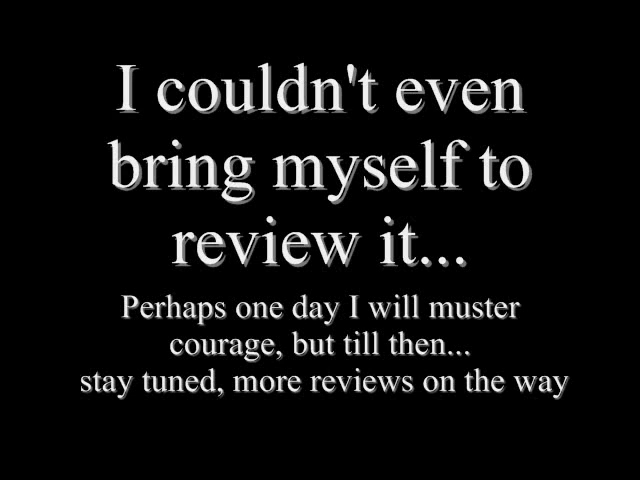 I couldn't even
bring myself to
review it...
Perhaps one day I will muster
courage, but till then...
stay tuned, more reviews on the way